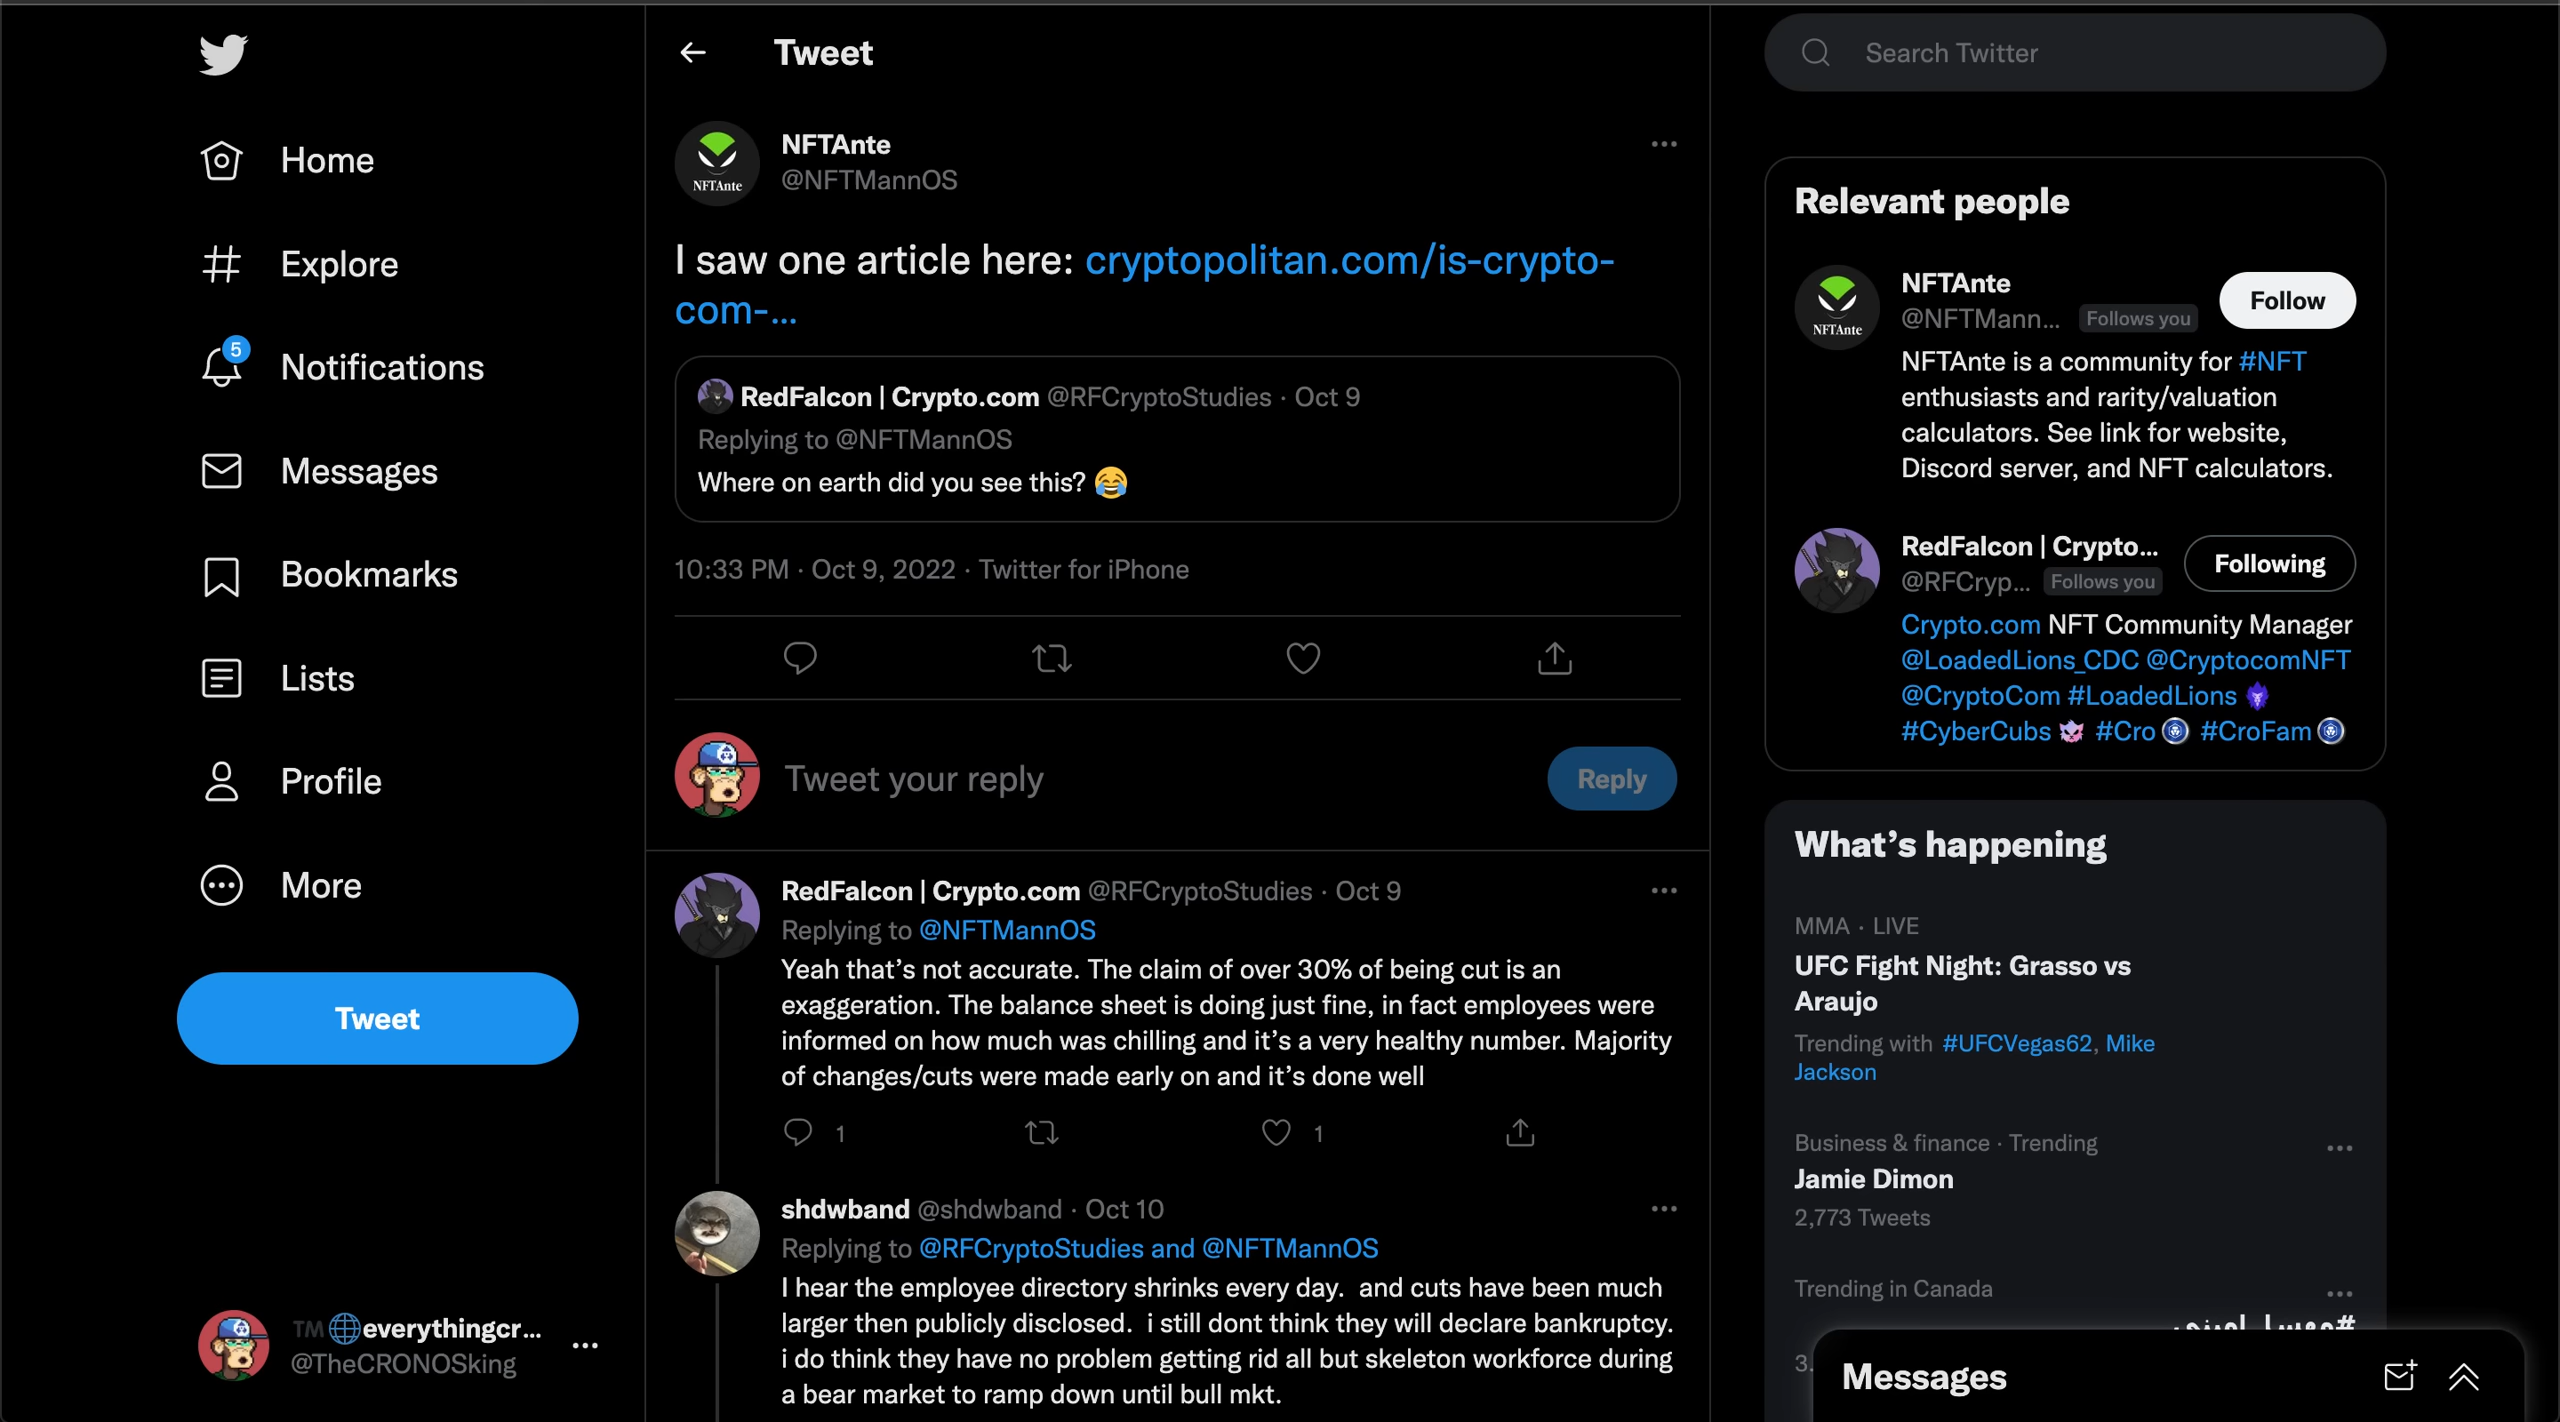 Home
Explore
5
Notifications
Messages
Bookmarks
Lists
Profile
More
Tweet
TM🌐everythingcr...
@TheCRONOSking
Tweet
NFTAnte
NFTAnte
@NFTMannOS
I saw one article here: cryptopolitan.com/is-crypto-
com-...
RedFalcon | Crypto.com @RFCryptoStudies · Oct 9
Replying to @NFTMannOS
Where on earth did you see this? 😂
10:33 PM · Oct 9, 2022 · Twitter for iPhone
Tweet your reply
Reply
RedFalcon | Crypto.com @RFCryptoStudies · Oct 9
Replying to @NFTMannOS
Yeah that's not accurate. The claim of over 30% of being cut is an
exaggeration. The balance sheet is doing just fine, in fact employees were
informed on how much was chilling and it's a very healthy number. Majority
of changes/cuts were made early on and it's done well
1
1
shdwband @shdwband · Oct 10
Replying to @RFCryptoStudies and @NFTMannOS
I hear the employee directory shrinks every day.  and cuts have been much
larger then publicly disclosed.  i still dont think they will declare bankruptcy.
i do think they have no problem getting rid all but skeleton workforce during
a bear market to ramp down until bull mkt.
Search Twitter
Relevant people
NFTAnte
NFTAnte
@NFTMann... Follows you
Follow
NFTAnte is a community for #NFT
enthusiasts and rarity/valuation
calculators. See link for website,
Discord server, and NFT calculators.
RedFalcon | Crypto...
@RFCryp... Follows you
Following
Crypto.com NFT Community Manager
@LoadedLions_CDC @CryptocomNFT
@CryptoCom #LoadedLions
#CyberCubs #Cro #CroFam
What's happening
MMA · LIVE
UFC Fight Night: Grasso vs
Araujo
Trending with #UFCVegas62, Mike
Jackson
Business & finance · Trending
Jamie Dimon
2,773 Tweets
Trending in Canada
3.
Messages